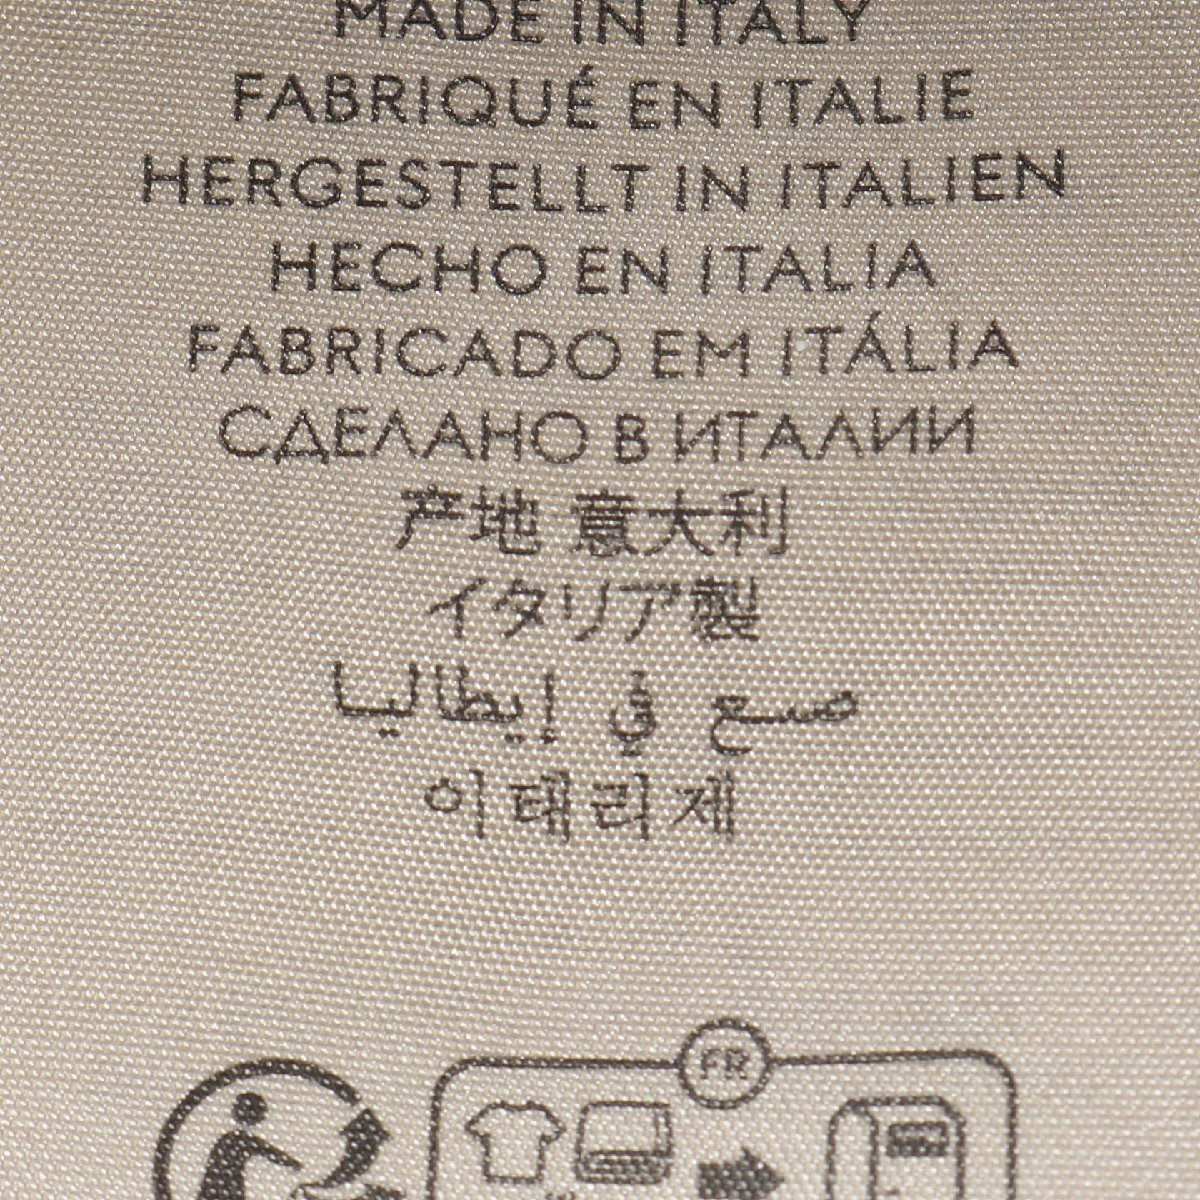 MADE IN ITALY
FABRIQUÉ EN ITALIE
HERGESTELLT IN ITALIEN
HECHO EN ITALIA
FABRICADO EM ITÁLIA
СДЕЛАНО В ИТАЛИИ
产地 意大利
イタリア製
صنع في إيطاليا
이태리제
FR